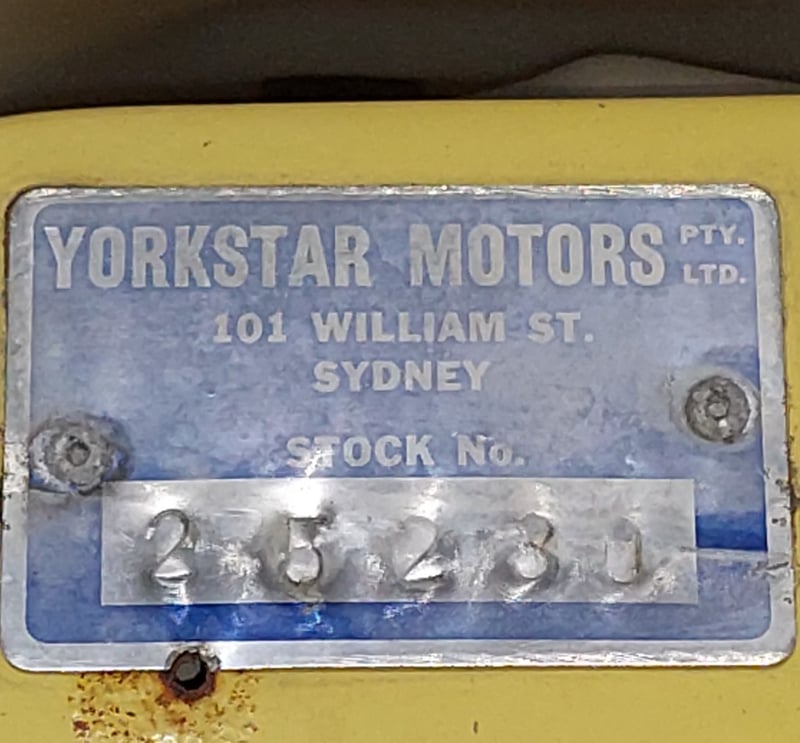 YORKSTAR MOTORS PTY. LTD.
101 WILLIAM ST.
SYDNEY
STOCK No.
25231